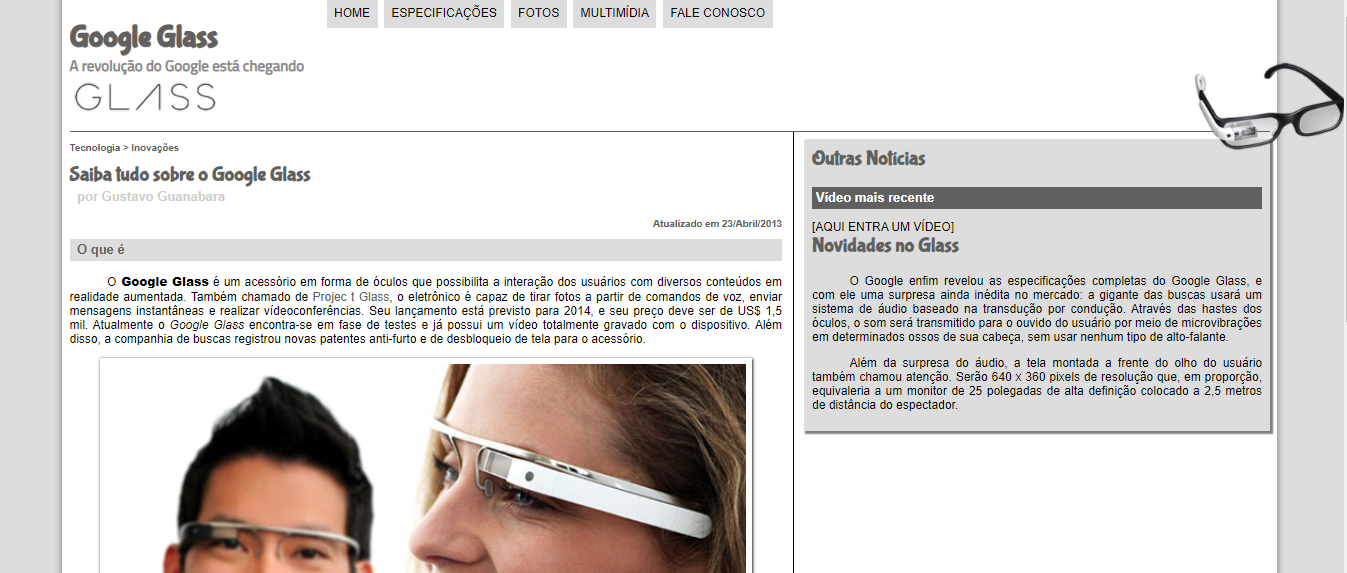 HOME ESPECIFICAÇÕES FOTOS MULTIMÍDIA FALE CONOSCO
Google Glass
A revolução do Google está chegando
GLASS
Tecnologia > Inovações
Saiba tudo sobre o Google Glass
por Gustavo Guanabara
Atualizado em 23/Abril/2013
O que é
O Google Glass é um acessório em forma de óculos que possibilita a interação dos usuários com diversos conteúdos em
realidade aumentada. Também chamado de Projec t Glass, o eletrônico é capaz de tirar fotos a partir de comandos de voz, enviar
mensagens instantâneas e realizar vídeoconferências. Seu lançamento está previsto para 2014, e seu preço deve ser de US$ 1,5
mil. Atualmente o Google Glass encontra-se em fase de testes e já possui um vídeo totalmente gravado com o dispositivo. Além
disso, a companhia de buscas registrou novas patentes anti-furto e de desbloqueio de tela para o acessório.
Outras Notícias
Vídeo mais recente
[AQUI ENTRA UM VÍDEO]
Novidades no Glass
O Google enfim revelou as especificações completas do Google Glass, e
com ele uma surpresa ainda inédita no mercado: a gigante das buscas usará um
sistema de áudio baseado na transdução por condução. Através das hastes dos
óculos, o som será transmitido para o ouvido do usuário por meio de microvibrações
em determinados ossos de sua cabeça, sem usar nenhum tipo de alto-falante.
Além da surpresa do áudio, a tela montada a frente do olho do usuário
também chamou atenção. Serão 640 x 360 pixels de resolução que, em proporção,
equivaleria a um monitor de 25 polegadas de alta definição colocado a 2,5 metros
de distância do espectador.